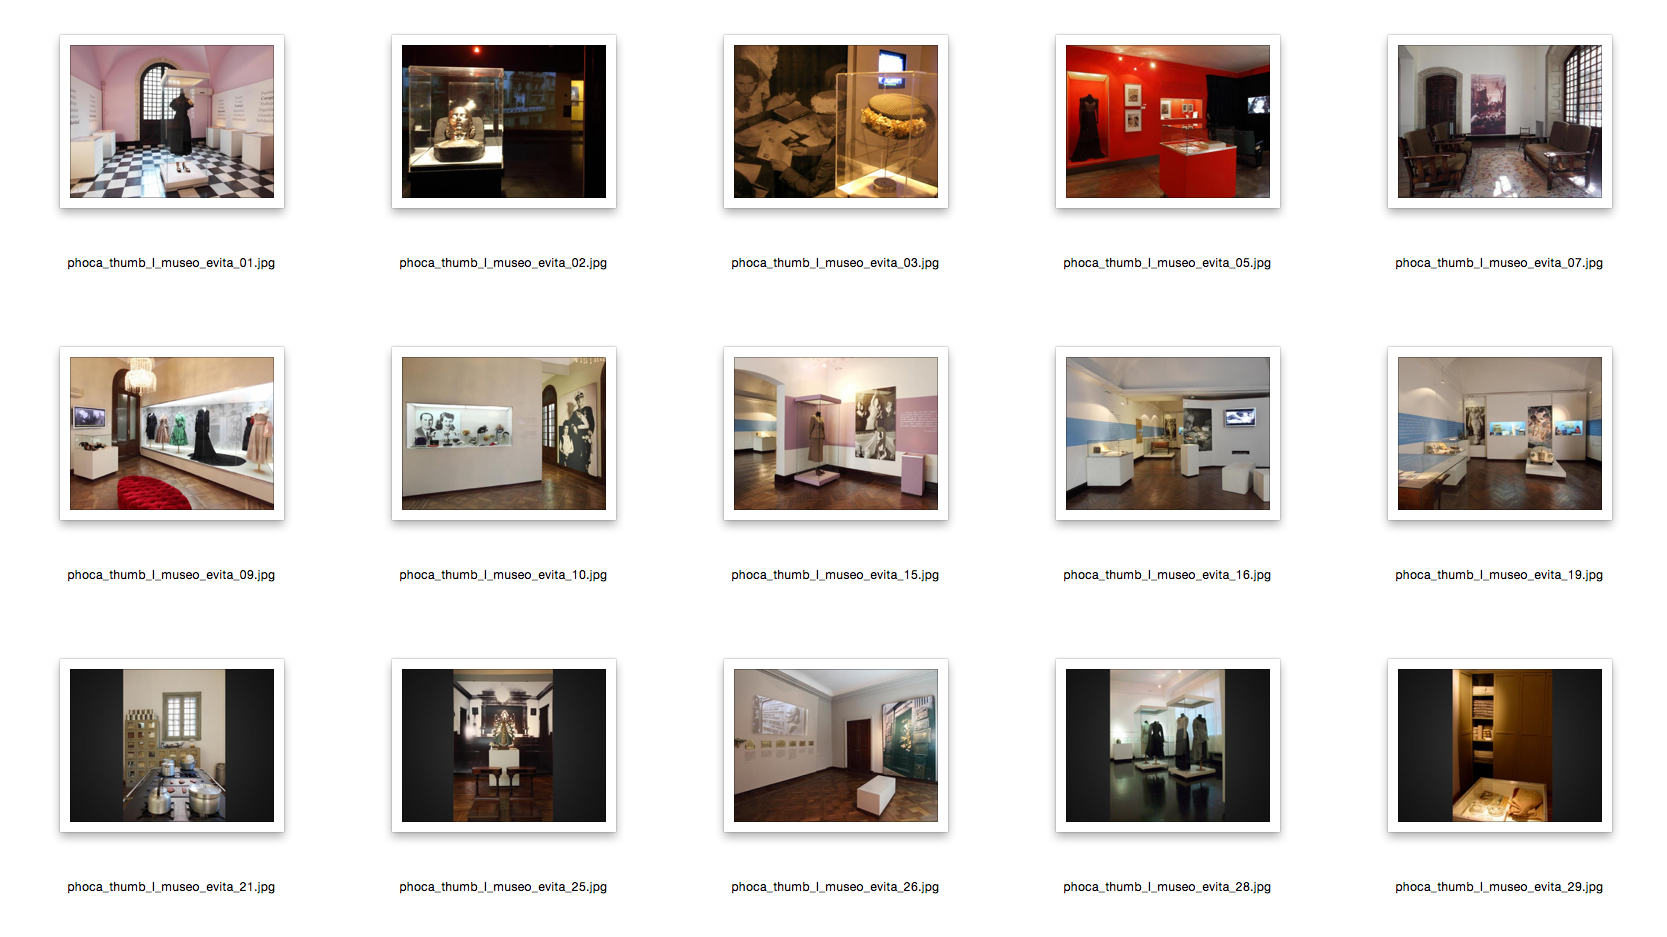 phoca_thumb_l_museo_evita_01.jpg
phoca_thumb_l_museo_evita_02.jpg
phoca_thumb_l_museo_evita_03.jpg
phoca_thumb_l_museo_evita_05.jpg
phoca_thumb_l_museo_evita_07.jpg
phoca_thumb_l_museo_evita_09.jpg
phoca_thumb_l_museo_evita_10.jpg
phoca_thumb_l_museo_evita_15.jpg
phoca_thumb_l_museo_evita_16.jpg
phoca_thumb_l_museo_evita_19.jpg
phoca_thumb_l_museo_evita_21.jpg
phoca_thumb_l_museo_evita_25.jpg
phoca_thumb_l_museo_evita_26.jpg
phoca_thumb_l_museo_evita_28.jpg
phoca_thumb_l_museo_evita_29.jpg